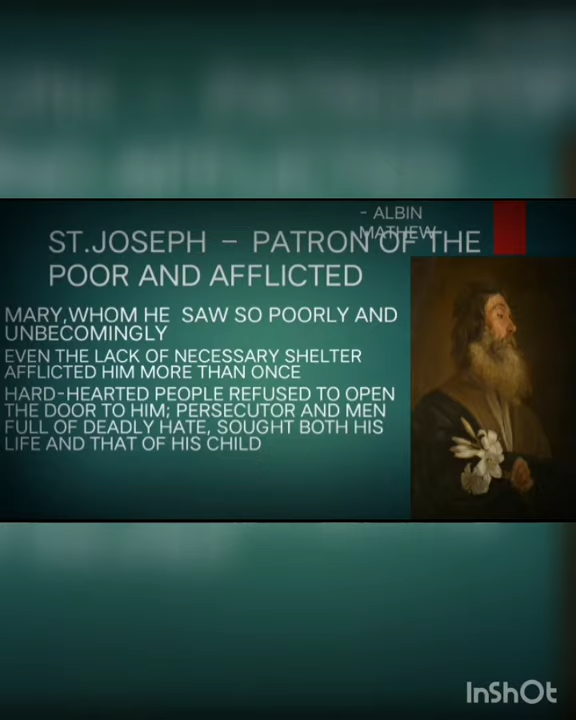 - ALBIN
MATHEW
ST.JOSEPH – PATRON OF THE
POOR AND AFFLICTED
MARY,WHOM HE SAW SO POORLY AND
UNBECOMINGLY
EVEN THE LACK OF NECESSARY SHELTER
AFFLICTED HIM MORE THAN ONCE
HARD-HEARTED PEOPLE REFUSED TO OPEN
THE DOOR TO HIM; PERSECUTOR AND MEN
FULL OF DEADLY HATE, SOUGHT BOTH HIS
LIFE AND THAT OF HIS CHILD
InShOt